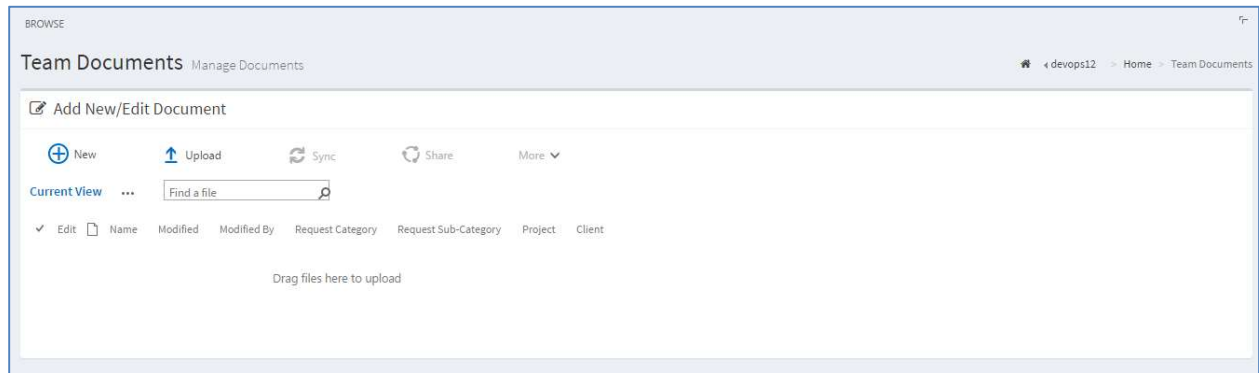 BROWSE
Team Documents Manage Documents
devops12 > Home > Team Documents
Add New/Edit Document
New Upload Sync Share More
Current View ... Find a file
Edit Name Modified Modified By Request Category Request Sub-Category Project Client
Drag files here to upload